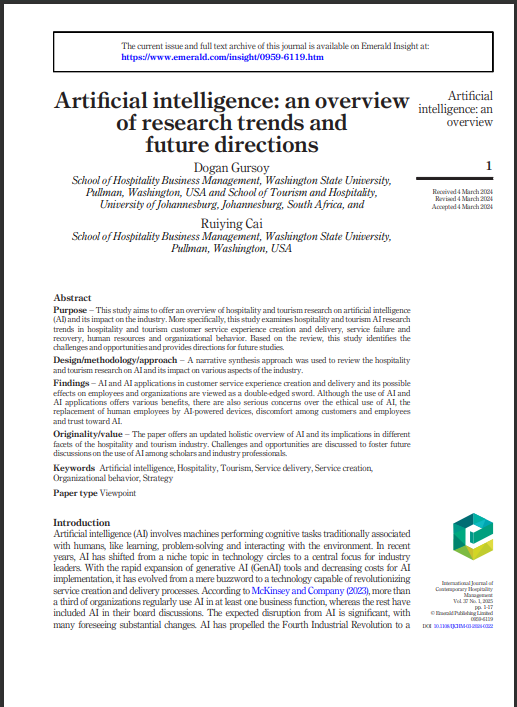 The current issue and full text archive of this journal is available on Emerald Insight at:
https://www.emerald.com/insight/0959-6119.htm
Artificial intelligence: an overview
of research trends and
future directions
Dogan Gursoy
School of Hospitality Business Management, Washington State University,
Pullman, Washington, USA and School of Tourism and Hospitality,
University of Johannesburg, Johannesburg, South Africa, and
Ruiying Cai
School of Hospitality Business Management, Washington State University,
Pullman, Washington, USA
Artificial
intelligence: an
overview
1
Received 4 March 2024
Revised 4 March 2024
Accepted 4 March 2024
Abstract
Purpose – This study aims to offer an overview of hospitality and tourism research on artificial intelligence
(AI) and its impact on the industry. More specifically, this study examines hospitality and tourism AI research
trends in hospitality and tourism customer service experience creation and delivery, service failure and
recovery, human resources and organizational behavior. Based on the review, this study identifies the
challenges and opportunities and provides directions for future studies.
Design/methodology/approach – A narrative synthesis approach was used to review the hospitality
and tourism research on AI and its impact on various aspects of the industry.
Findings – AI and AI applications in customer service experience creation and delivery and its possible
effects on employees and organizations are viewed as a double-edged sword. Although the use of AI and
AI applications offers various benefits, there are also serious concerns over the ethical use of AI, the
replacement of human employees by AI-powered devices, discomfort among customers and employees
and trust toward AI.
Originality/value – The paper offers an updated holistic overview of AI and its implications in different
facets of the hospitality and tourism industry. Challenges and opportunities are discussed to foster future
discussions on the use of AI among scholars and industry professionals.
Keywords Artificial intelligence, Hospitality, Tourism, Service delivery, Service creation,
Organizational behavior, Strategy
Paper type Viewpoint
Introduction
Artificial intelligence (AI) involves machines performing cognitive tasks traditionally associated
with humans, like learning, problem-solving and interacting with the environment. In recent
years, AI has shifted from a niche topic in technology circles to a central focus for industry
leaders. With the rapid expansion of generative AI (GenAI) tools and decreasing costs for AI
implementation, it has evolved from a mere buzzword to a technology capable of revolutionizing
service creation and delivery processes. According to McKinsey and Company (2023), more than
a third of organizations regularly use AI in at least one business function, whereas the rest have
included AI in their board discussions. The expected disruption from AI is significant, with
many foreseeing substantial changes. AI has propelled the Fourth Industrial Revolution to a
International Journal of
Contemporary Hospitality
Management
Vol. 37 No. 1, 2025
pp. 1-17
© Emerald Publishing Limited
0959-6119
DOI 10.1108/IJCHM-03-2024-0322